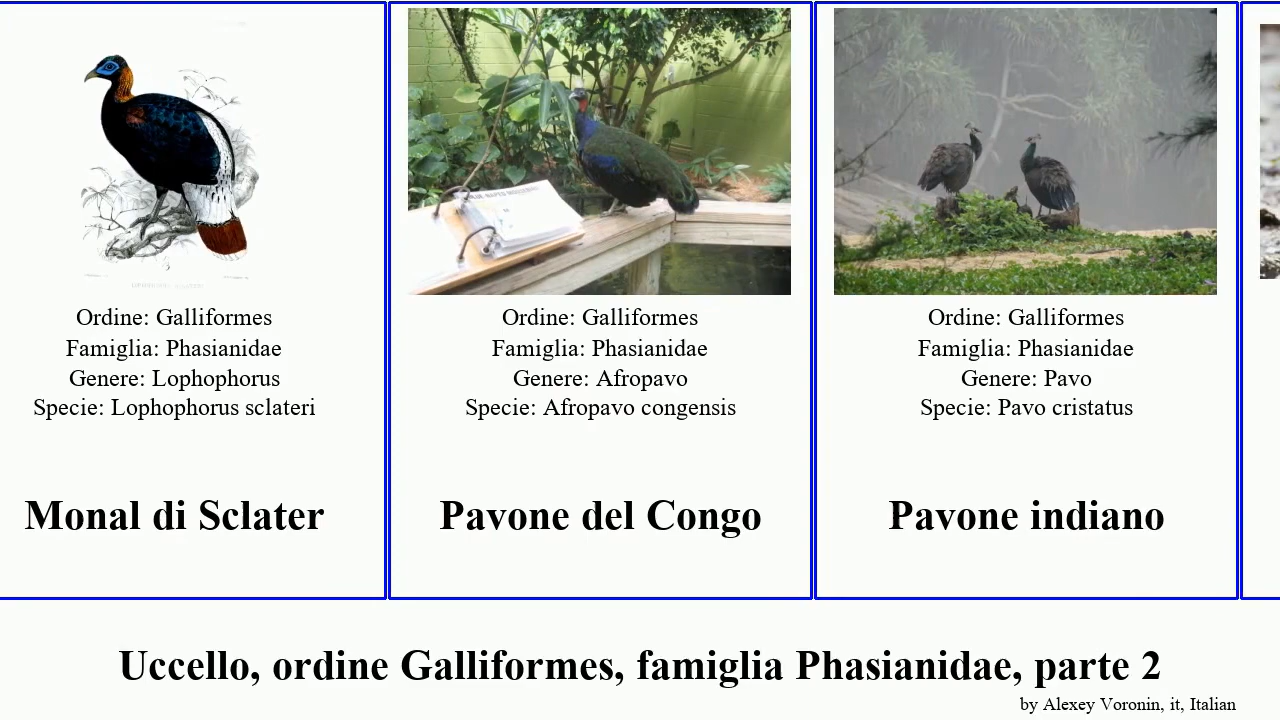 Ordine: Galliformes
Famiglia: Phasianidae
Genere: Lophophorus
Specie: Lophophorus sclateri
Monal di Sclater
Ordine: Galliformes
Famiglia: Phasianidae
Genere: Afropavo
Specie: Afropavo congensis
Pavone del Congo
Ordine: Galliformes
Famiglia: Phasianidae
Genere: Pavo
Specie: Pavo cristatus
Pavone indiano
Uccello, ordine Galliformes, famiglia Phasianidae, parte 2
by Alexey Voronin, it, Italian